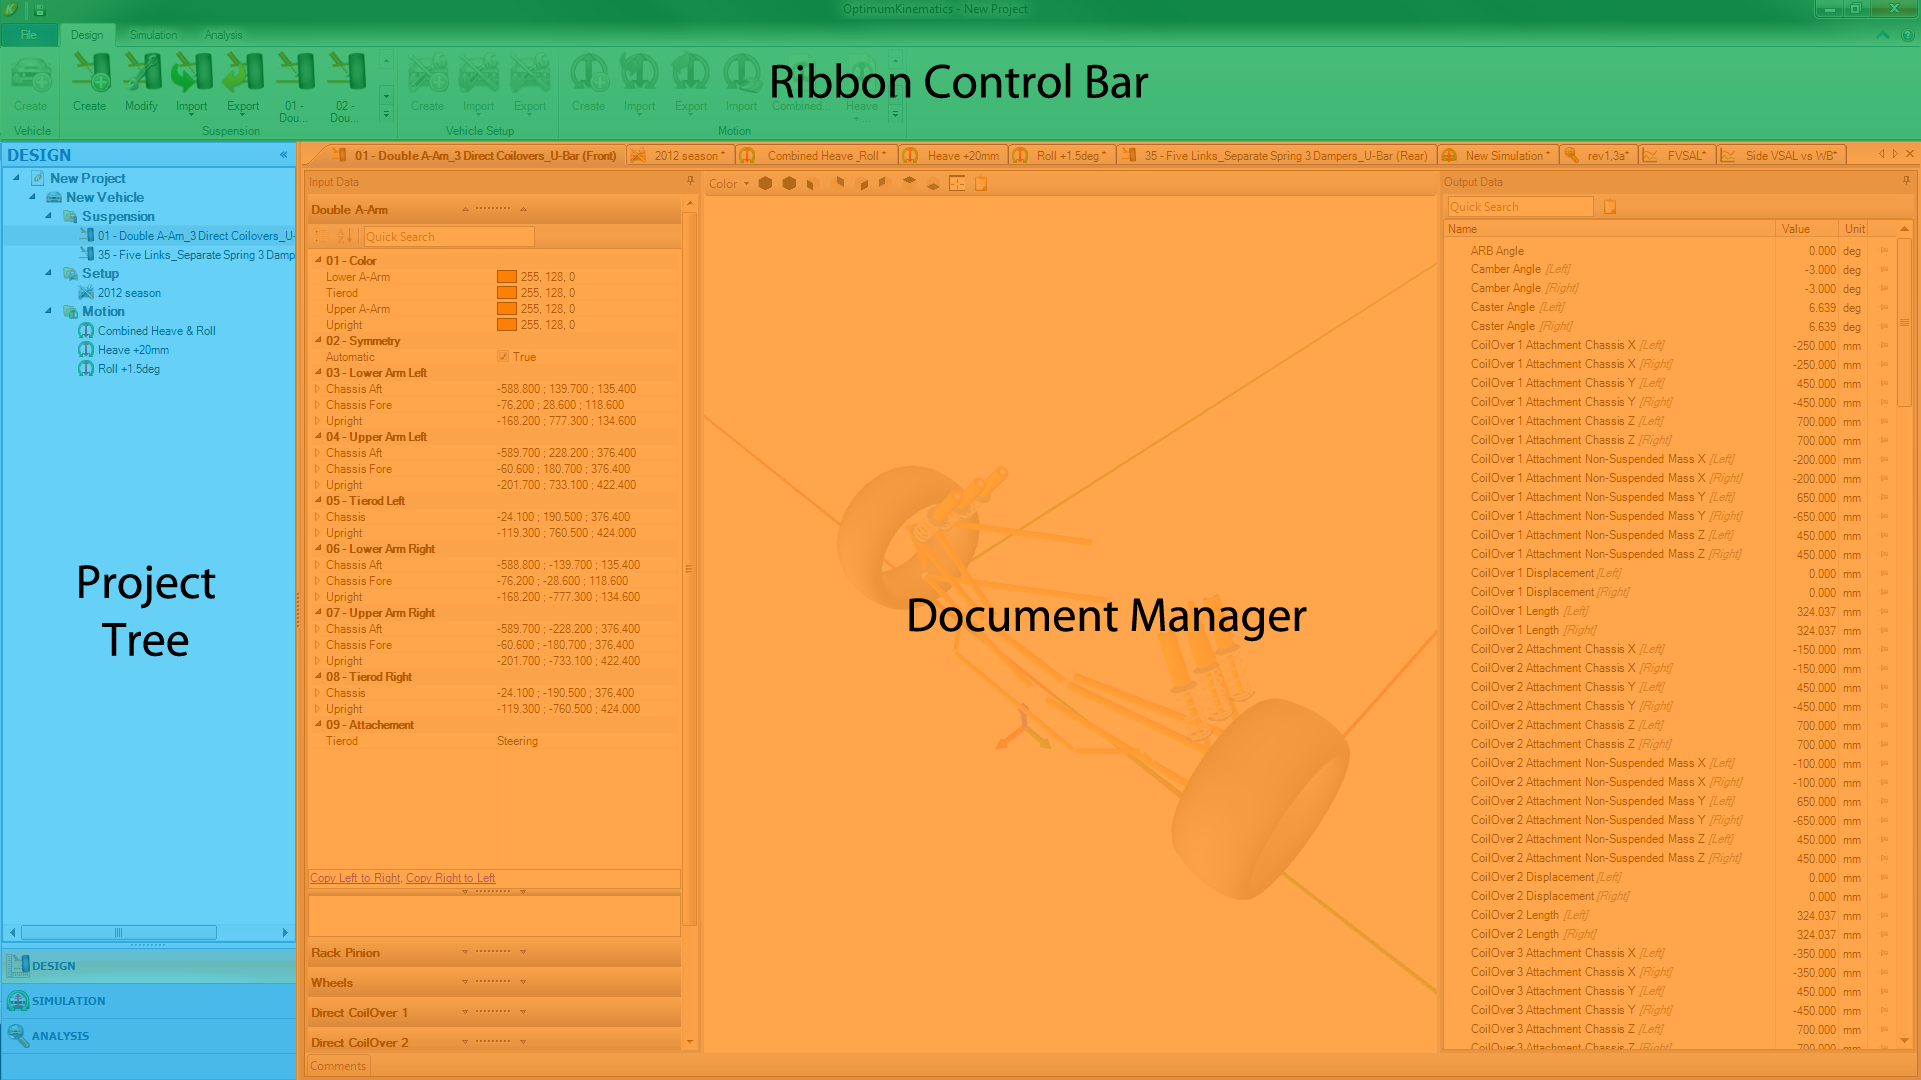 OptimumKinematics - New Project
File Design Simulation Analysis
Create Create Modify Import Export 01 - Dou... 02 - Dou... Create Import Export Create Import Export Import Combined... Heave + ...
Vehicle Suspension Vehicle Setup Motion
Ribbon Control Bar
DESIGN «
New Project
New Vehicle
Suspension
01 - Double A-Am_3 Direct Coilovers_U-
35 - Five Links_Separate Spring 3 Damp
Setup
2012 season
Motion
Combined Heave & Roll
Heave +20mm
Roll +1.5deg
Project
Tree
DESIGN
SIMULATION
ANALYSIS
01 - Double A-Am_3 Direct Coilovers_U-Bar (Front) 2012 season * Combined Heave _Roll * Heave +20mm Roll +1.5deg * 35 - Five Links_Separate Spring 3 Dampers_U-Bar (Rear) New Simulation * rev1,3a* FVSAL* Side VSAL vs WB*
Input Data
Double A-Arm
Quick Search
01 - Color
Lower A-Arm 255, 128, 0
Tierod 255, 128, 0
Upper A-Arm 255, 128, 0
Upright 255, 128, 0
02 - Symmetry
Automatic True
03 - Lower Arm Left
Chassis Aft -588.800 ; 139.700 ; 135.400
Chassis Fore -76.200 ; 28.600 ; 118.600
Upright -168.200 ; 777.300 ; 134.600
04 - Upper Arm Left
Chassis Aft -589.700 ; 228.200 ; 376.400
Chassis Fore -60.600 ; 180.700 ; 376.400
Upright -201.700 ; 733.100 ; 422.400
05 - Tierod Left
Chassis -24.100 ; 190.500 ; 376.400
Upright -119.300 ; 760.500 ; 424.000
06 - Lower Arm Right
Chassis Aft -588.800 ; -139.700 ; 135.400
Chassis Fore -76.200 ; -28.600 ; 118.600
Upright -168.200 ; -777.300 ; 134.600
07 - Upper Arm Right
Chassis Aft -589.700 ; -228.200 ; 376.400
Chassis Fore -60.600 ; -180.700 ; 376.400
Upright -201.700 ; -733.100 ; 422.400
08 - Tierod Right
Chassis -24.100 ; -190.500 ; 376.400
Upright -119.300 ; -760.500 ; 424.000
09 - Attachement
Tierod Steering
Copy Left to Right, Copy Right to Left
Rack Pinion
Wheels
Direct CoilOver 1
Direct CoilOver 2
Comments
Color
Document Manager
Output Data
Quick Search
Name Value Unit
ARB Angle 0.000 deg
Camber Angle [Left] -3.000 deg
Camber Angle [Right] -3.000 deg
Caster Angle [Left] 6.639 deg
Caster Angle [Right] 6.639 deg
CoilOver 1 Attachment Chassis X [Left] -250.000 mm
CoilOver 1 Attachment Chassis X [Right] -250.000 mm
CoilOver 1 Attachment Chassis Y [Left] 450.000 mm
CoilOver 1 Attachment Chassis Y [Right] -450.000 mm
CoilOver 1 Attachment Chassis Z [Left] 700.000 mm
CoilOver 1 Attachment Chassis Z [Right] 700.000 mm
CoilOver 1 Attachment Non-Suspended Mass X [Left] -200.000 mm
CoilOver 1 Attachment Non-Suspended Mass X [Right] -200.000 mm
CoilOver 1 Attachment Non-Suspended Mass Y [Left] 650.000 mm
CoilOver 1 Attachment Non-Suspended Mass Y [Right] -650.000 mm
CoilOver 1 Attachment Non-Suspended Mass Z [Left] 450.000 mm
CoilOver 1 Attachment Non-Suspended Mass Z [Right] 450.000 mm
CoilOver 1 Displacement [Left] 0.000 mm
CoilOver 1 Displacement [Right] 0.000 mm
CoilOver 1 Length [Left] 324.037 mm
CoilOver 1 Length [Right] 324.037 mm
CoilOver 2 Attachment Chassis X [Left] -150.000 mm
CoilOver 2 Attachment Chassis X [Right] -150.000 mm
CoilOver 2 Attachment Chassis Y [Left] 450.000 mm
CoilOver 2 Attachment Chassis Y [Right] -450.000 mm
CoilOver 2 Attachment Chassis Z [Left] 700.000 mm
CoilOver 2 Attachment Chassis Z [Right] 700.000 mm
CoilOver 2 Attachment Non-Suspended Mass X [Left] -100.000 mm
CoilOver 2 Attachment Non-Suspended Mass X [Right] -100.000 mm
CoilOver 2 Attachment Non-Suspended Mass Y [Left] 650.000 mm
CoilOver 2 Attachment Non-Suspended Mass Y [Right] -650.000 mm
CoilOver 2 Attachment Non-Suspended Mass Z [Left] 450.000 mm
CoilOver 2 Attachment Non-Suspended Mass Z [Right] 450.000 mm
CoilOver 2 Displacement [Left] 0.000 mm
CoilOver 2 Displacement [Right] 0.000 mm
CoilOver 2 Length [Left] 324.037 mm
CoilOver 2 Length [Right] 324.037 mm
CoilOver 3 Attachment Chassis X [Left] -350.000 mm
CoilOver 3 Attachment Chassis X [Right] -350.000 mm
CoilOver 3 Attachment Chassis Y [Left] 450.000 mm
CoilOver 3 Attachment Chassis Y [Right] -450.000 mm
CoilOver 3 Attachment Chassis Z [Left] 700.000 mm
CoilOver 3 Attachment Chassis Z [Right] 700.000 mm